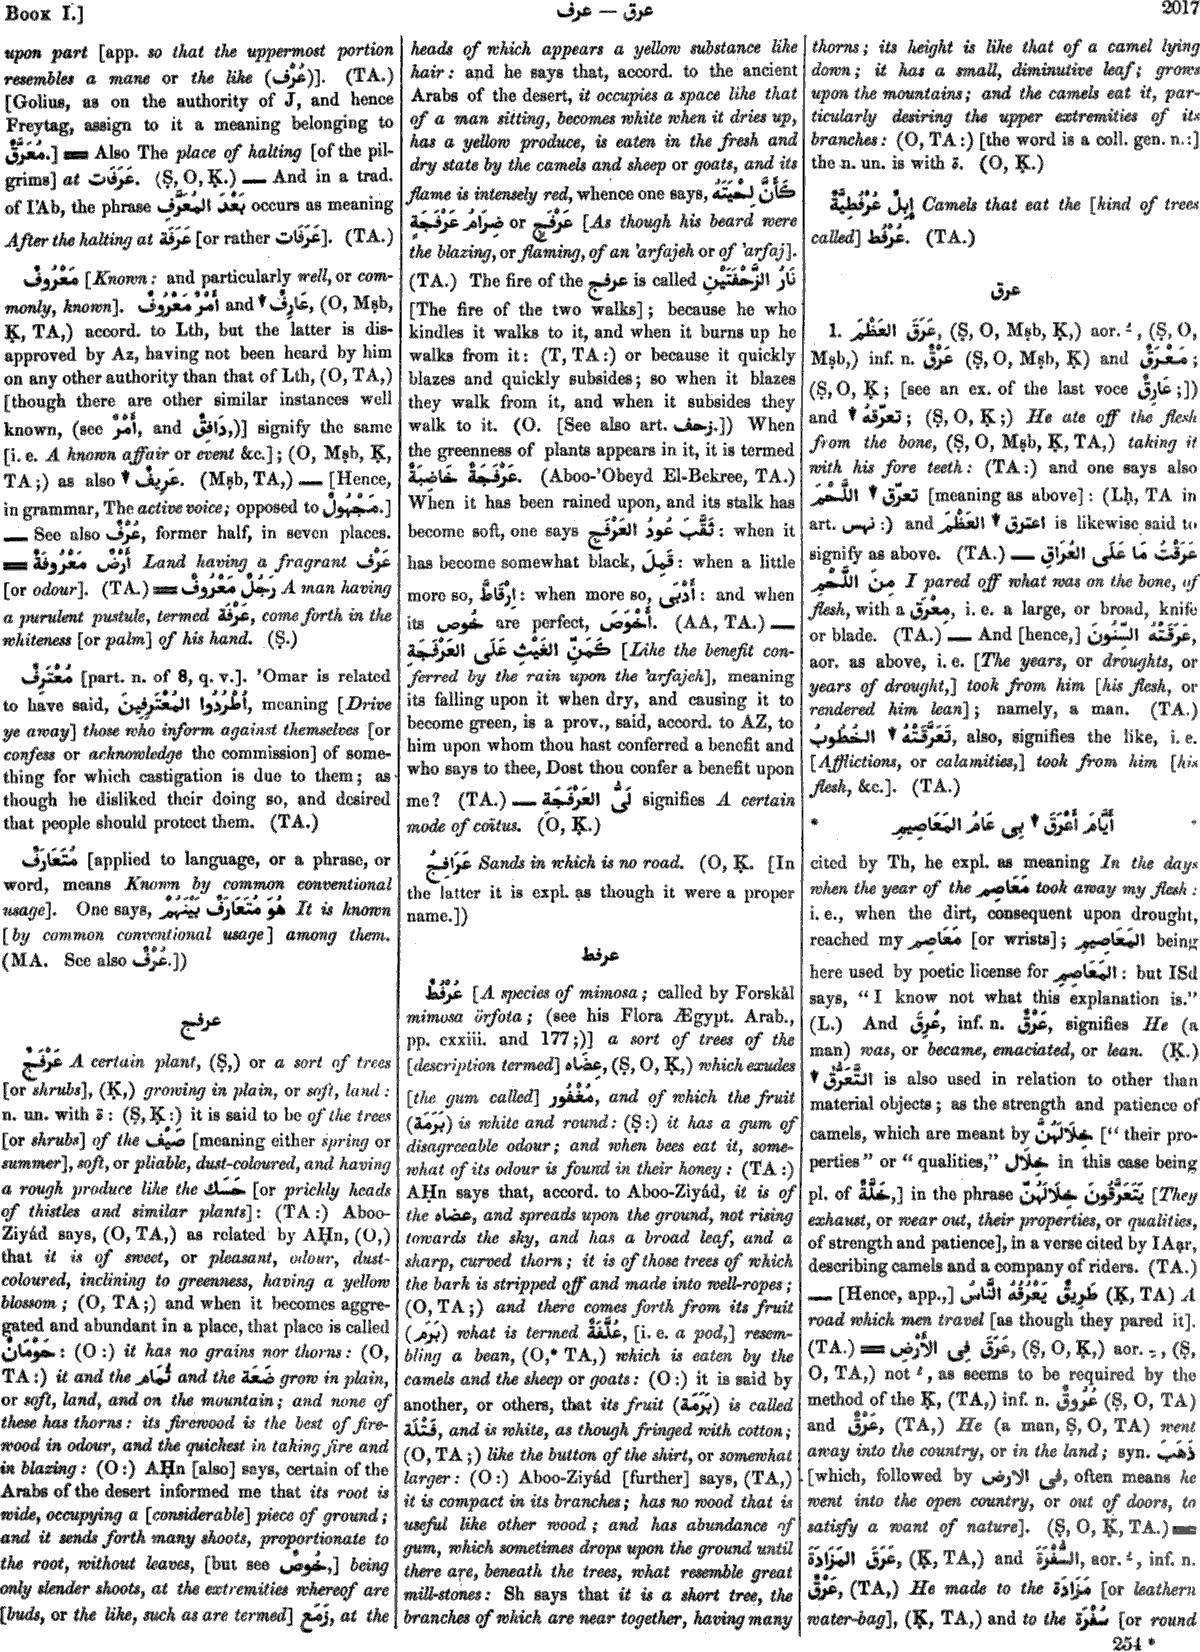 Book I.]
عرف — عرق
2017
upon part [app. so that the uppermost portion
resembles a mane or the like (عُرْف)]. (TA.)
[Golius, as on the authority of J, and hence
Freytag, assign to it a meaning belonging to
مُعَرَّقٌ.] ═ Also The place of halting [of the pil-
grims] at عَرَفَات. (Ṣ, O, Ḳ.) — And in a trad.
of I'Ab, the phrase بَعْدَ المُعَرَّفِ occurs as meaning
After the halting at عَرَفَة [or rather عَرَفَات]. (TA.)
مَعْرُوفٌ [Known: and particularly well, or com-
monly, known]. أَمْرٌ مَعْرُوفٌ and ↓ عَارِفٌ, (O, Mṣb,
Ḳ, TA,) accord. to Lth, but the latter is dis-
approved by Az, having not been heard by him
on any other authority than that of Lth, (O, TA,)
[though there are other similar instances well
known, (see أَمْرٌ, and دَافِقٌ,)] signify the same
[i. e. A known affair or event &c.]; (O, Mṣb, Ḳ,
TA;) as also ↓ عَرِيفٌ. (Mṣb, TA,) — [Hence,
in grammar, The active voice; opposed to مَجْهُولٌ.]
— See also عُرْفٌ, former half, in seven places.
═ أَرْضٌ مَعْرُوفَةٌ Land having a fragrant عَرْف
[or odour]. (TA.) ═ رَجُلٌ مَعْرُوفٌ A man having
a purulent pustule, termed عَرْفَة, come forth in the
whiteness [or palm] of his hand. (Ṣ.)
مُعْتَرِفٌ [part. n. of 8, q. v.]. 'Omar is related
to have said, اُطْرُدُوا المُعْتَرِفِينَ, meaning [Drive
ye away] those who inform against themselves [or
confess or acknowledge the commission] of some-
thing for which castigation is due to them; as
though he disliked their doing so, and desired
that people should protect them. (TA.)
مُتَعَارَفٌ [applied to language, or a phrase, or
word, means Known by common conventional
usage]. One says, هُوَ مُتَعَارَفٌ بَيْنَهُمْ It is known
[by common conventional usage] among them.
(MA. See also عُرْفٌ.])
عرفج
عَرْفَجٌ A certain plant, (Ṣ,) or a sort of trees
[or shrubs], (Ḳ,) growing in plain, or soft, land:
n. un. with ة: (Ṣ, Ḳ:) it is said to be of the trees
[or shrubs] of the صَيْف [meaning either spring or
summer], soft, or pliable, dust-coloured, and having
a rough produce like the حَسَك [or prickly heads
of thistles and similar plants]: (TA:) Aboo-
Ziyád says, (O, TA,) as related by AḤn, (O,)
that it is of sweet, or pleasant, odour, dust-
coloured, inclining to greenness, having a yellow
blossom; (O, TA;) and when it becomes aggre-
gated and abundant in a place, that place is called
حَوْمَانٌ: (O:) it has no grains nor thorns: (O,
TA:) it and the ثُمَام and the ضَعَة grow in plain,
or soft, land, and on the mountain; and none of
these has thorns: its firewood is the best of fire-
wood in odour, and the quickest in taking fire and
in blazing: (O:) AḤn [also] says, certain of the
Arabs of the desert informed me that its root is
wide, occupying a [considerable] piece of ground;
and it sends forth many shoots, proportionate to
the root, without leaves, [but see خُوصٌ,] being
only slender shoots, at the extremities whereof are
[buds, or the like, such as are termed] زَمَع, at the
heads of which appears a yellow substance like
hair: and he says that, accord. to the ancient
Arabs of the desert, it occupies a space like that
of a man sitting, becomes white when it dries up,
has a yellow produce, is eaten in the fresh and
dry state by the camels and sheep or goats, and its
flame is intensely red, whence one says, كَأَنَّ لِحْيَتَهُ
ضِرَامُ عَرْفَجَةٍ or عَرْفَجٍ [As though his beard were
the blazing, or flaming, of an 'arfajeh or of 'arfaj].
(TA.) The fire of the عرفج is called نَارُ الزَّحْفَتَيْنِ
[The fire of the two walks]; because he who
kindles it walks to it, and when it burns up he
walks from it: (T, TA:) or because it quickly
blazes and quickly subsides; so when it blazes
they walk from it, and when it subsides they
walk to it. (O. [See also art. زحف.]) When
the greenness of plants appears in it, it is termed
عَرْفَجَةٌ خَاضِبَةٌ. (Aboo-'Obeyd El-Bekree, TA.)
When it has been rained upon, and its stalk has
become soft, one says ثَقَّبَ عُودُ العَرْفَجِ: when it
has become somewhat black, قَمِلَ: when a little
more so, اِرْقَاطَّ: when more so, أَدْبَى: and when
its خُوص are perfect, أَخْوَصَ. (AA, TA.) —
كَمَنِّ الغَيْثِ عَلَى العَرْفَجَةِ [Like the benefit con-
ferred by the rain upon the 'arfajeh], meaning
its falling upon it when dry, and causing it to
become green, is a prov., said, accord. to AZ, to
him upon whom thou hast conferred a benefit and
who says to thee, Dost thou confer a benefit upon
me? (TA.) — لَىُّ العَرْفَجَةِ signifies A certain
mode of coïtus. (O, Ḳ.)
عَرَافِجُ Sands in which is no road. (O, Ḳ. [In
the latter it is expl. as though it were a proper
name.])
عرفط
عُرْفُطٌ [A species of mimosa; called by Forskål
mimosa örfota; (see his Flora Ægypt. Arab.,
pp. cxxiii. and 177;)] a sort of trees of the
[description termed] عِضَاه, (Ṣ, O, Ḳ,) which exudes
[the gum called] مُغْفُور, and of which the fruit
(بَرَمَة) is white and round: (Ṣ:) it has a gum of
disagreeable odour; and when bees eat it, some-
what of its odour is found in their honey: (TA:)
AḤn says that, accord. to Aboo-Ziyád, it is of
the عضاه, and spreads upon the ground, not rising
towards the sky, and has a broad leaf, and a
sharp, curved thorn; it is of those trees of which
the bark is stripped off and made into well-ropes;
(O, TA;) and there comes forth from its fruit
(بَرَم) what is termed عُلَّفَةٌ, [i. e. a pod,] resem-
bling a bean, (O,* TA,) which is eaten by the
camels and the sheep or goats: (O:) it is said by
another, or others, that its fruit (بَرَمَة) is called
فَتْلَة, and is white, as though fringed with cotton;
(O, TA;) like the button of the shirt, or somewhat
larger: (O:) Aboo-Ziyád [further] says, (TA,)
it is compact in its branches; has no wood that is
useful like other wood; and has abundance of
gum, which sometimes drops upon the ground until
there are, beneath the trees, what resemble great
mill-stones: Sh says that it is a short tree, the
branches of which are near together, having many
thorns; its height is like that of a camel lying
down; it has a small, diminutive leaf; grows
upon the mountains; and the camels eat it, par-
ticularly desiring the upper extremities of its
branches: (O, TA:) [the word is a coll. gen. n.:]
the n. un. is with ة. (O, Ḳ.)
إِبِلٌ عُرْفُطِيَّةٌ Camels that eat the [kind of trees
called] عُرْفُط. (TA.)
عرق
1. عَرَقَ العَظْمَ, (Ṣ, O, Mṣb, Ḳ,) aor. ‎ُ, (Ṣ, O,
Mṣb,) inf. n. عَرْقٌ (Ṣ, O, Mṣb, Ḳ) and مَعْرَقٌ;
(Ṣ, O, Ḳ; [see an ex. of the last voce عَارِقٌ;])
and ↓ تعرّقهُ; (Ṣ, O, Ḳ;) He ate off the flesh
from the bone, (Ṣ, O, Mṣb, Ḳ, TA,) taking it
with his fore teeth: (TA:) and one says also
↓ تعرّق اللَّحْمَ [meaning as above]: (Lḥ, TA in
art. نهس:) and ↓ اعترق العَظْمَ is likewise said to
signify as above. (TA.) — عَرَقْتُ مَا عَلَى العُرَاقِ
مِنَ اللَّحْمِ I pared off what was on the bone, of
flesh, with a مِعْرَق, i. e. a large, or broad, knife
or blade. (TA.) — And [hence,] عَرَقَتْهُ السِّنُونَ,
aor. as above, i. e. [The years, or droughts, or
years of drought,] took from him [his flesh, or
rendered him lean]; namely, a man. (TA.)
↓ تَعَرَّقَتْهُ الخُطُوبُ, also, signifies the like, i. e.
[Afflictions, or calamities,] took from him [his
flesh, &c.]. (TA.)
* أَيَّامَ أَعْرَقَ ↓ بِى عَامُ المَعَاصِيمِ *
cited by Th, he expl. as meaning In the days
when the year of the مَعَاصِم took away my flesh:
i. e., when the dirt, consequent upon drought,
reached my مَعَاصِم [or wrists]; المَعَاصِيمِ being
here used by poetic license for المَعَاصِمِ: but ISd
says, "I know not what this explanation is."
(L.) And عُرِقَ, inf. n. عَرْقٌ, signifies He (a
man) was, or became, emaciated, or lean. (Ḳ.)
↓ التَّعَرُّقُ is also used in relation to other than
material objects; as the strength and patience of
camels, which are meant by خِلَالَهُنَّ ["their pro-
perties" or "qualities," خِلَال in this case being
pl. of خَلَّةٌ,] in the phrase يَتَعَرَّقُونَ خِلَالَهُنَّ [They
exhaust, or wear out, their properties, or qualities,
of strength and patience], in a verse cited by IAạr,
describing camels and a company of riders. (TA.)
— [Hence, app.,] طَرِيقٌ يَعْرُقُهُ النَّاسُ (Ḳ, TA) A
road which men travel [as though they pared it].
(TA.) ═ عَرَقَ فِى الأَرْضِ, (Ṣ, O, Ḳ,) aor. ‎ِ, (Ṣ,
O, TA,) not ‎ُ, as seems to be required by the
method of the Ḳ, (TA,) inf. n. عُرُوقٌ (Ṣ, O, TA)
and عَرْقٌ, (TA,) He (a man, Ṣ, O, TA) went
away into the country, or in the land; syn. ذَهَبَ
[which, followed by فى الارض, often means he
went into the open country, or out of doors, to
satisfy a want of nature]. (Ṣ, O, Ḳ, TA.) ═
عَرَقَ المَزَادَةَ, (Ḳ, TA,) and السُّفْرَةَ, aor. ‎ُ, inf. n.
عَرْقٌ, (TA,) He made to the مَزَادَة [or leathern
water-bag], (Ḳ, TA,) and to the سُفْرَة [or round
254 *